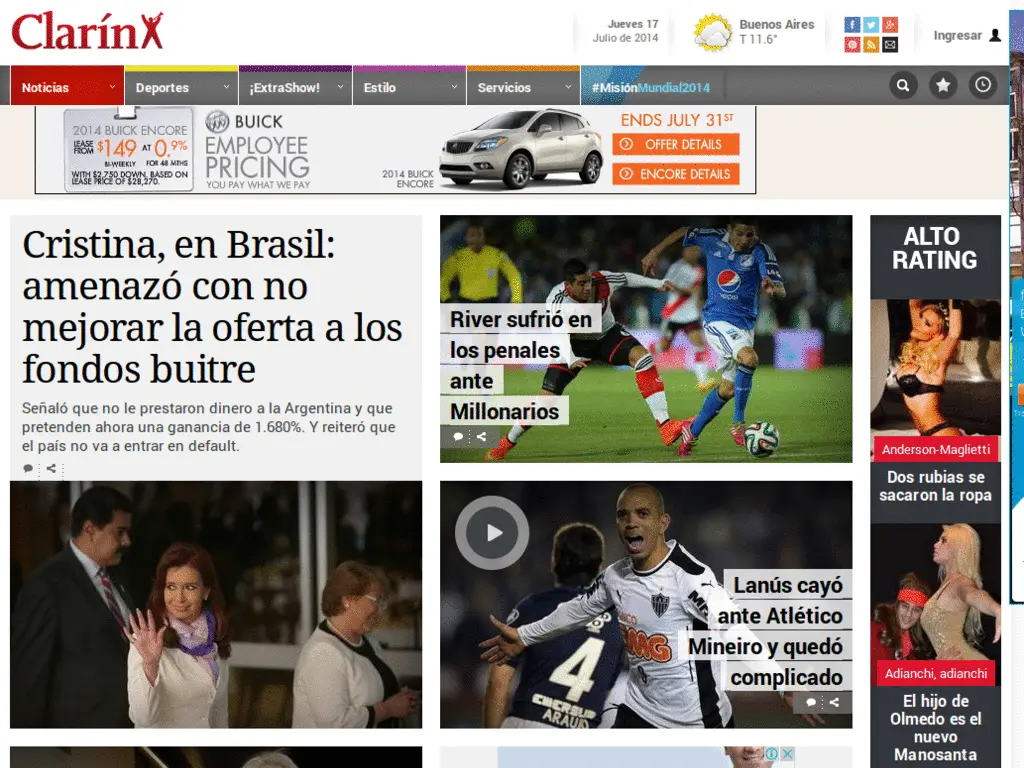 Clarín
Jueves 17
Julio de 2014
Buenos Aires
T 11.6°
Ingresar
Noticias
Deportes
¡ExtraShow!
Estilo
Servicios
#MisiónMundial2014
2014 BUICK ENCORE
LEASE FROM $149 AT 0.9%
BI-WEEKLY FOR 48 MTHS
WITH $2,750 DOWN. BASED ON
LEASE PRICE OF $28,270.
BUICK
EMPLOYEE
PRICING
YOU PAY WHAT WE PAY
2014 BUICK
ENCORE
ENDS JULY 31ST
OFFER DETAILS
ENCORE DETAILS
Cristina, en Brasil:
amenazó con no
mejorar la oferta a los
fondos buitre
Señaló que no le prestaron dinero a la Argentina y que
pretenden ahora una ganancia de 1.680%. Y reiteró que
el país no va a entrar en default.
River sufrió en
los penales
ante
Millonarios
pepsi
Lanús cayó
ante Atlético
Mineiro y quedó
complicado
4
BMG
ALTO
RATING
Anderson-Maglietti
Dos rubias se
sacaron la ropa
Adianchi, adianchi
El hijo de
Olmedo es el
nuevo
Manosanta